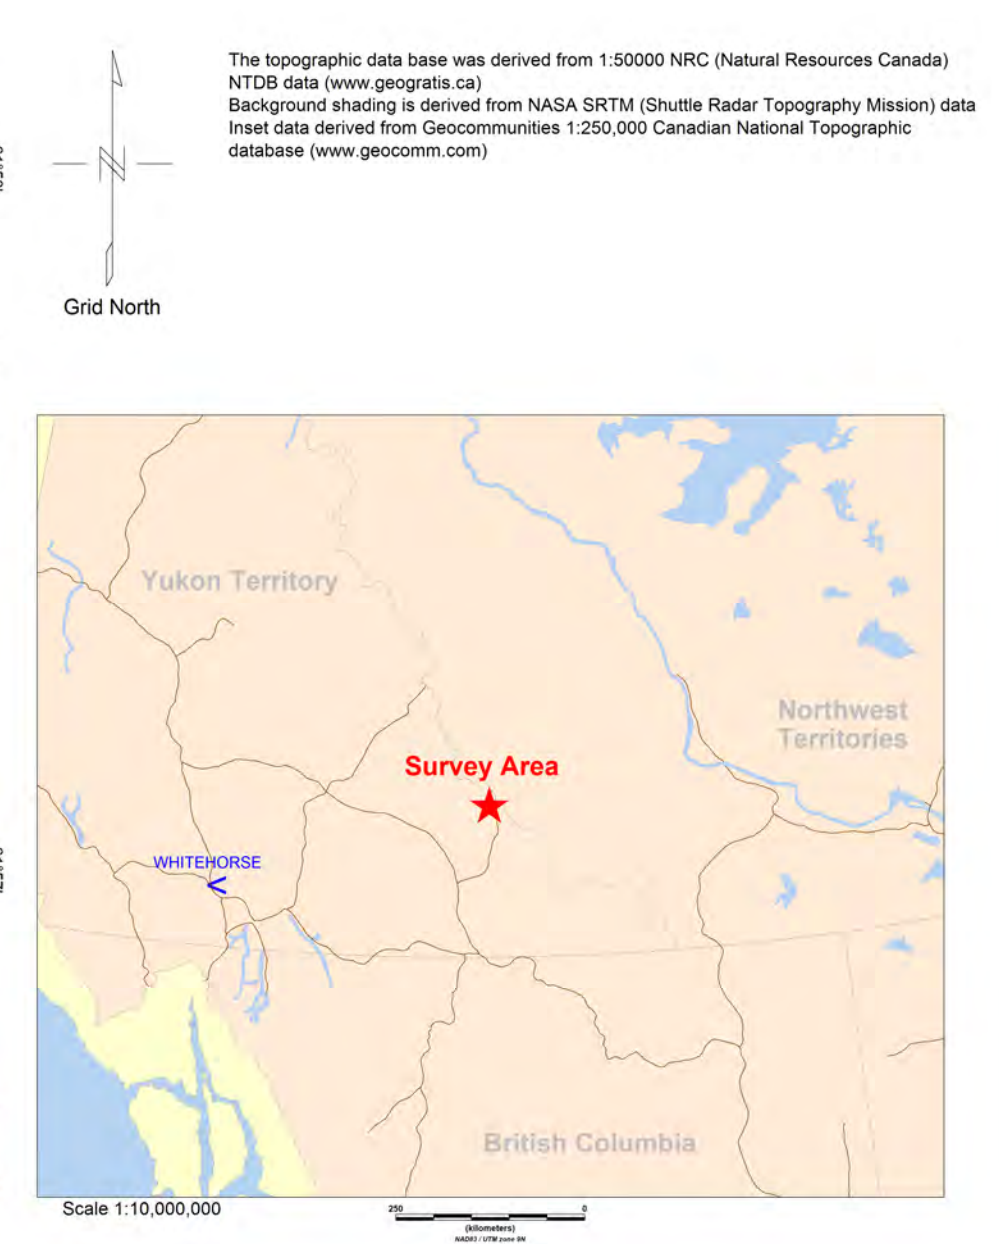 The topographic data base was derived from 1:50000 NRC (Natural Resources Canada)
NTDB data (www.geogratis.ca)
Background shading is derived from NASA SRTM (Shuttle Radar Topography Mission) data
Inset data derived from Geocommunities 1:250,000 Canadian National Topographic
database (www.geocomm.com)
N
Grid North
Yukon Territory
Northwest
Territories
Survey Area
WHITEHORSE
British Columbia
Scale 1:10,000,000
250 0
(kilometers)
NAD83 / UTM zone 9N